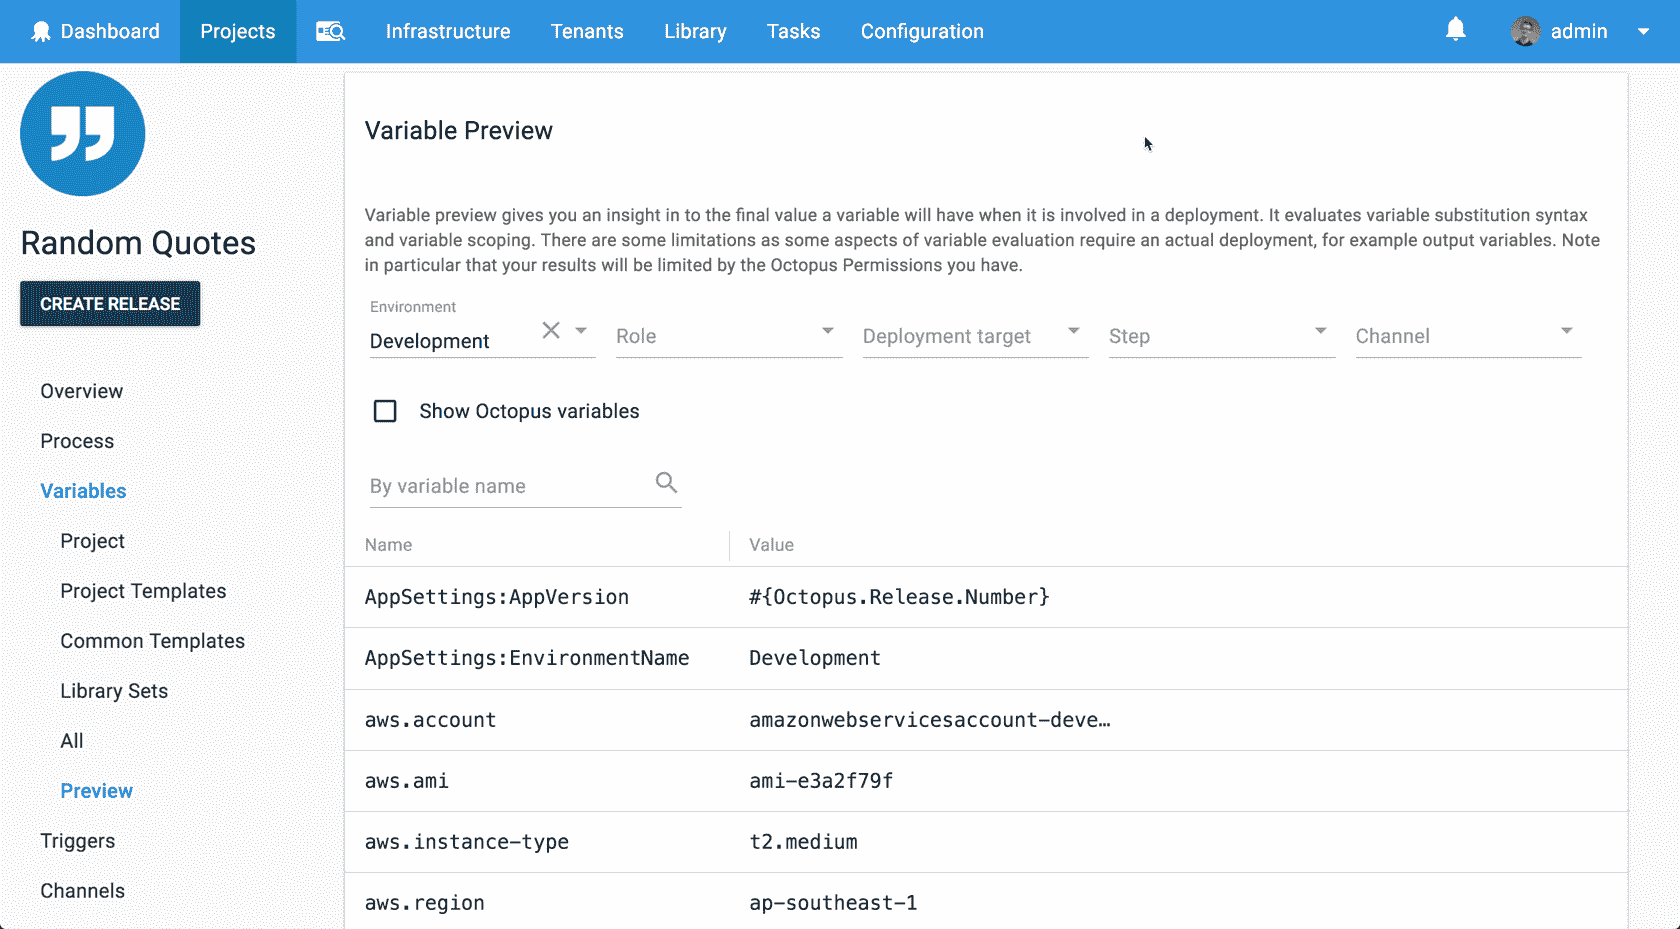 Dashboard Projects Infrastructure Tenants Library Tasks Configuration admin
Random Quotes
CREATE RELEASE
Overview
Process
Variables
Project
Project Templates
Common Templates
Library Sets
All
Preview
Triggers
Channels
Variable Preview
Variable preview gives you an insight in to the final value a variable will have when it is involved in a deployment. It evaluates variable substitution syntax
and variable scoping. There are some limitations as some aspects of variable evaluation require an actual deployment, for example output variables. Note
in particular that your results will be limited by the Octopus Permissions you have.
Environment
Development Role Deployment target Step Channel
Show Octopus variables
By variable name
Name Value
AppSettings:AppVersion #{Octopus.Release.Number}
AppSettings:EnvironmentName Development
aws.account amazonwebservicesaccount-deve…
aws.ami ami-e3a2f79f
aws.instance-type t2.medium
aws.region ap-southeast-1